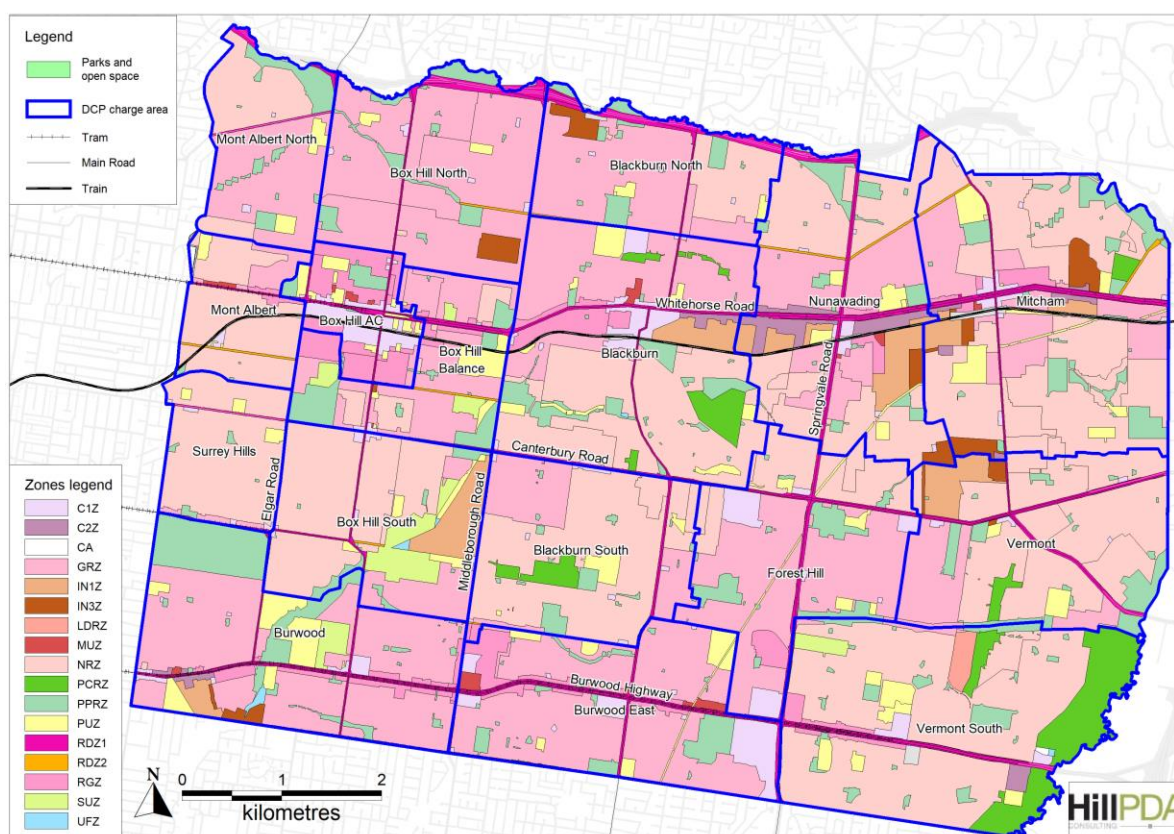 Legend
Parks and
open space
DCP charge area
Tram
Main Road
Train
Mont Albert North
Box Hill North
Blackburn North
Whitehorse Road
Nunawading
Mitcham
Mont Albert
Box Hill AC
Box Hill
Balance
Blackburn
Springvale Road
Canterbury Road
Surrey Hills
Elgar Road
Box Hill South
Middleborough Road
Blackburn South
Forest Hill
Vermont
Burwood
Burwood Highway
Burwood East
Vermont South
Zones legend
C1Z
C2Z
CA
GRZ
IN1Z
IN3Z
LDRZ
MUZ
NRZ
PCRZ
PPRZ
PUZ
RDZ1
RDZ2
RGZ
SUZ
UFZ
N
0 1 2
kilometres
HillPDA
CONSULTING